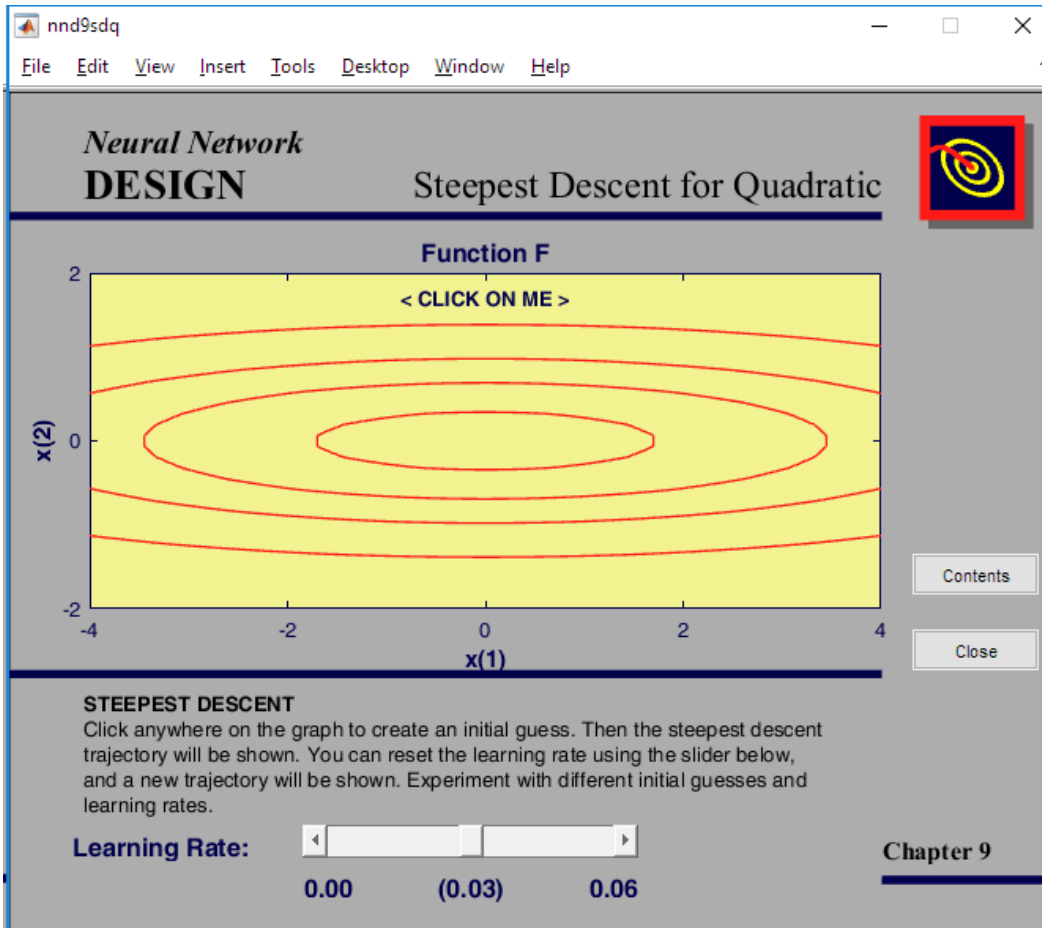 nnd9sdq
File Edit View Insert Tools Desktop Window Help
Neural Network
DESIGN
Steepest Descent for Quadratic
Function F
< CLICK ON ME >
2
0
-2
x(2)
-4 -2 0 2 4
x(1)
Contents
Close
STEEPEST DESCENT
Click anywhere on the graph to create an initial guess. Then the steepest descent
trajectory will be shown. You can reset the learning rate using the slider below,
and a new trajectory will be shown. Experiment with different initial guesses and
learning rates.
Learning Rate:
0.00 (0.03) 0.06
Chapter 9